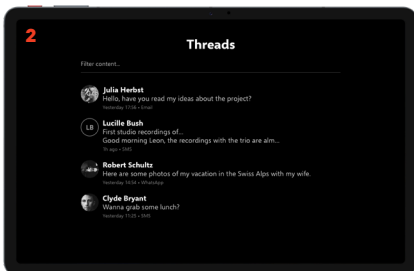 2
Threads
Filter content...
Julia Herbst
Hello, have you read my ideas about the project?
Yesterday 17:56 • Email
LB
Lucille Bush
First studio recordings of...
Good morning Leon, the recordings with the trio are alm...
1h ago • SMS
Robert Schultz
Here are some photos of my vacation in the Swiss Alps with my wife.
Yesterday 14:54 • WhatsApp
Clyde Bryant
Wanna grab some lunch?
Yesterday 11:25 • SMS